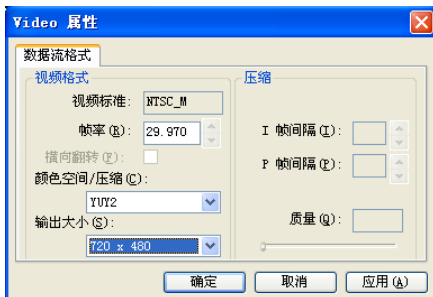 Video 属性
数据流格式
视频格式
视频标准: NTSC_M
帧率(R): 29.970
横向翻转(F):
颜色空间/压缩(C):
YUY2
输出大小(S):
720 x 480
压缩
I 帧间隔(I):
P 帧间隔(F):
质量(Q):
确定
取消
应用(A)